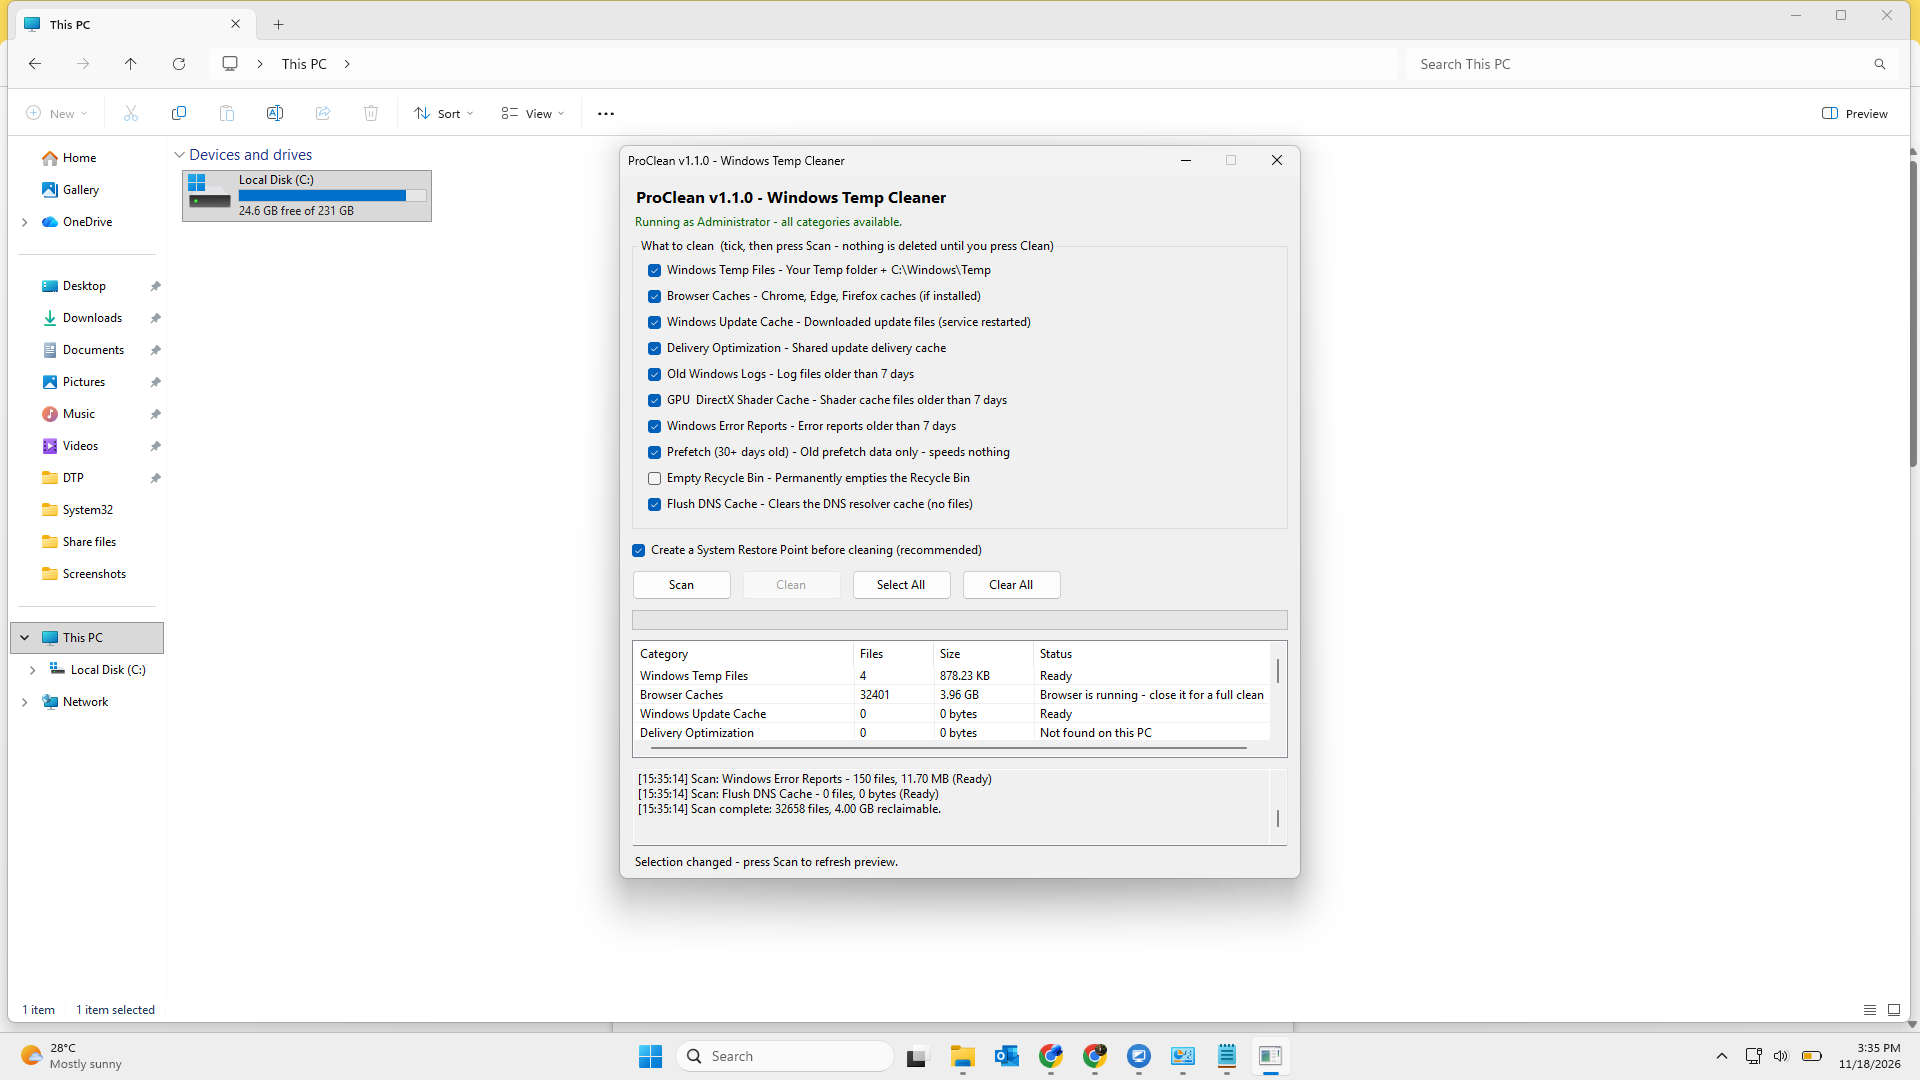 This PC
This PC
Search This PC
New
Sort
View
Preview
Home
Gallery
OneDrive
Desktop
Downloads
Documents
Pictures
Music
Videos
DTP
System32
Share files
Screenshots
This PC
Local Disk (C:)
Network
Devices and drives
Local Disk (C:)
24.6 GB free of 231 GB
ProClean v1.1.0 - Windows Temp Cleaner
ProClean v1.1.0 - Windows Temp Cleaner
Running as Administrator - all categories available.
What to clean (tick, then press Scan - nothing is deleted until you press Clean)
Windows Temp Files - Your Temp folder + C:\Windows\Temp
Browser Caches - Chrome, Edge, Firefox caches (if installed)
Windows Update Cache - Downloaded update files (service restarted)
Delivery Optimization - Shared update delivery cache
Old Windows Logs - Log files older than 7 days
GPU DirectX Shader Cache - Shader cache files older than 7 days
Windows Error Reports - Error reports older than 7 days
Prefetch (30+ days old) - Old prefetch data only - speeds nothing
Empty Recycle Bin - Permanently empties the Recycle Bin
Flush DNS Cache - Clears the DNS resolver cache (no files)
Create a System Restore Point before cleaning (recommended)
Scan Clean Select All Clear All
Category Files Size Status
Windows Temp Files 4 878.23 KB Ready
Browser Caches 32401 3.96 GB Browser is running - close it for a full clean
Windows Update Cache 0 0 bytes Ready
Delivery Optimization 0 0 bytes Not found on this PC
[15:35:14] Scan: Windows Error Reports - 150 files, 11.70 MB (Ready)
[15:35:14] Scan: Flush DNS Cache - 0 files, 0 bytes (Ready)
[15:35:14] Scan complete: 32658 files, 4.00 GB reclaimable.
Selection changed - press Scan to refresh preview.
1 item 1 item selected
28°C
Mostly sunny
Search
3:35 PM
11/18/2026